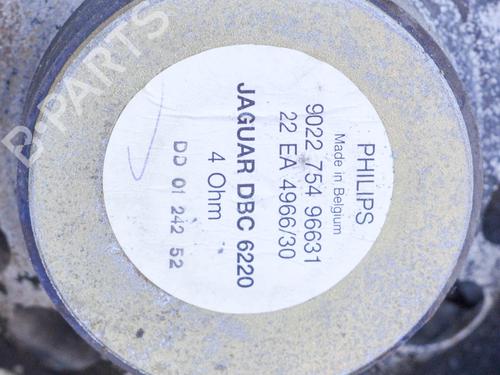 PHILIPS
Made in Belgium
9022 754 96631
22 EA 4966/30
JAGUAR DBC 6220
4 Ohm
DD 01 242 52
B-PARTS